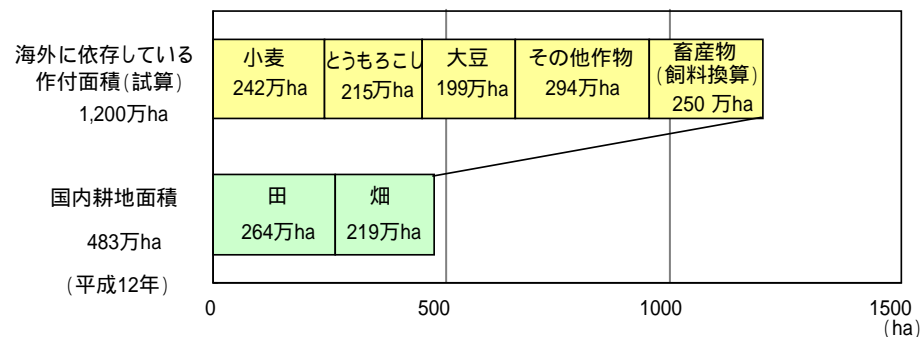 海外に依存している
作付面積(試算)
1,200万ha
小麦
242万ha
とうもろこし
215万ha
大豆
199万ha
その他作物
294万ha
畜産物
(飼料換算)
250 万ha
国内耕地面積
483万ha
(平成12年)
田
264万ha
畑
219万ha
0 500 1000 1500
(ha)